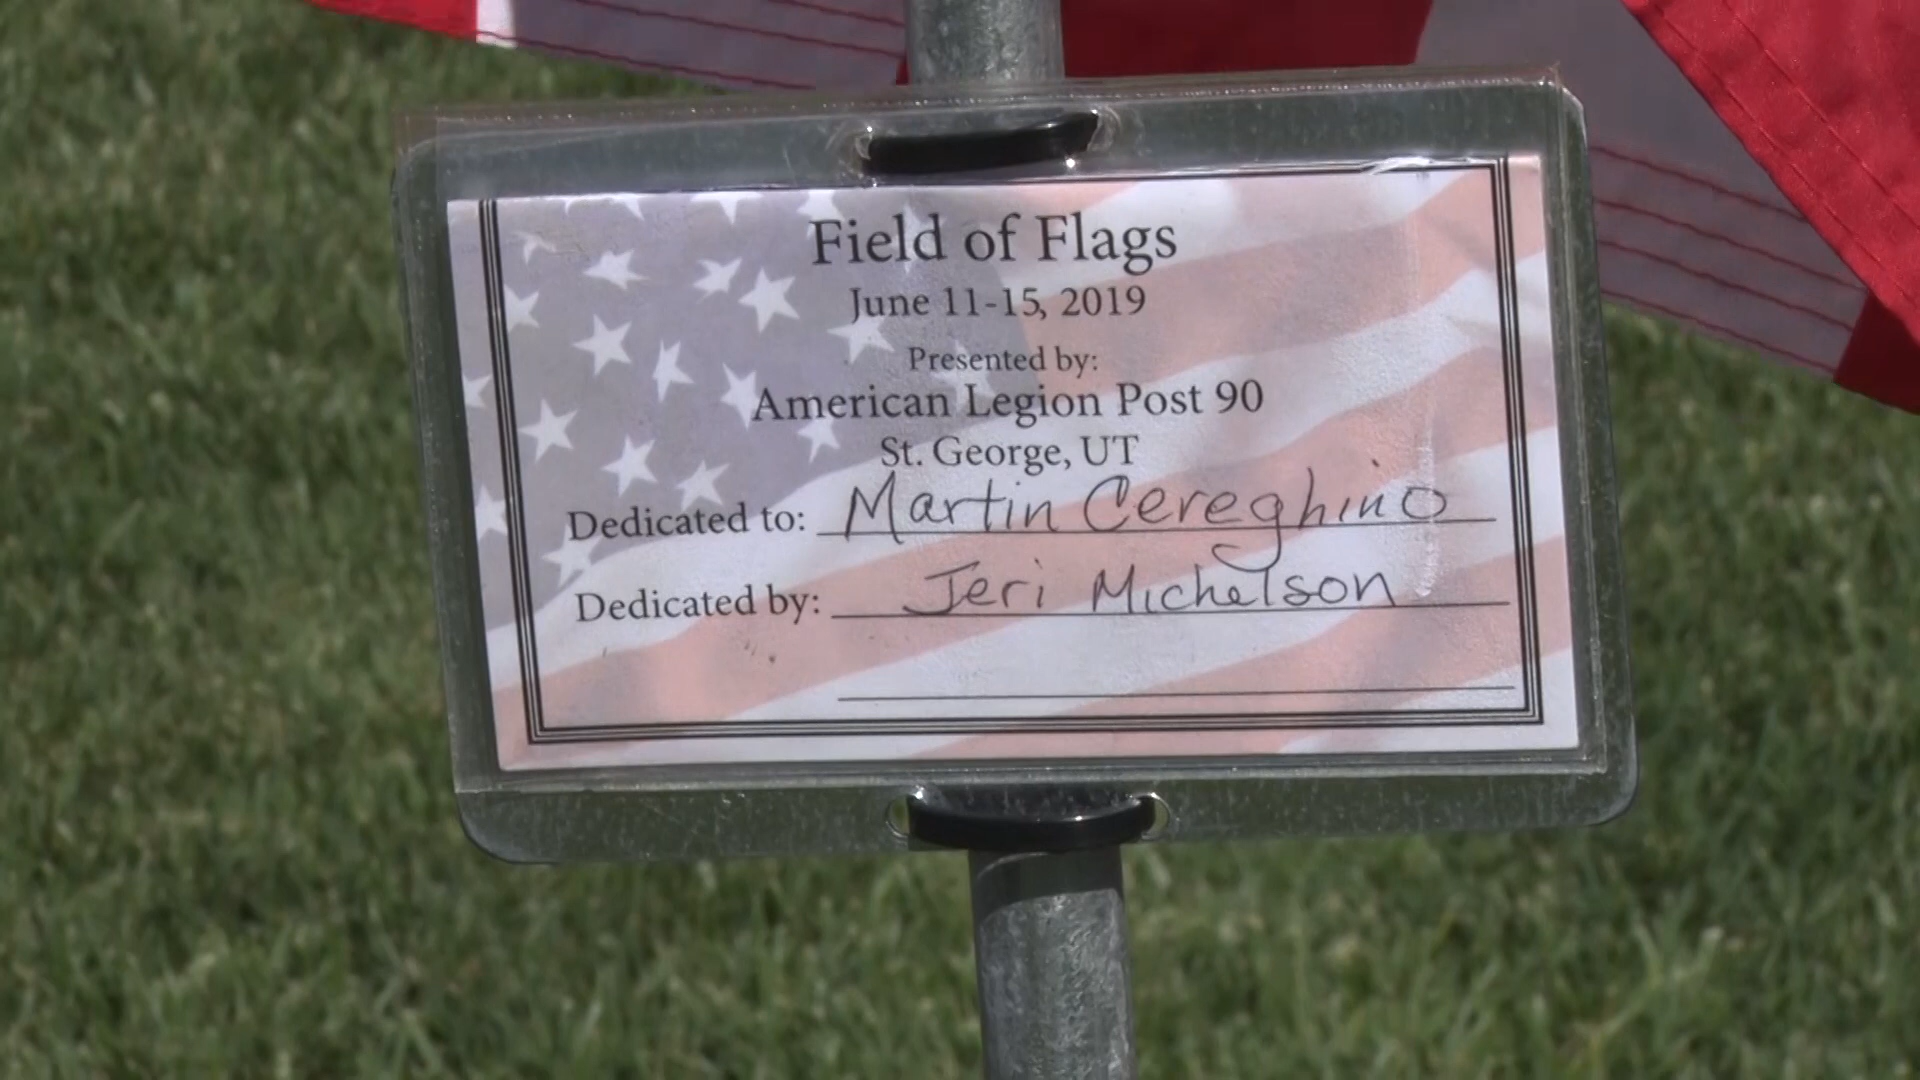 Field of Flags
June 11-15, 2019
Presented by:
American Legion Post 90
St. George, UT
Dedicated to: Martin Cereghino
Dedicated by: Jeri Michelson